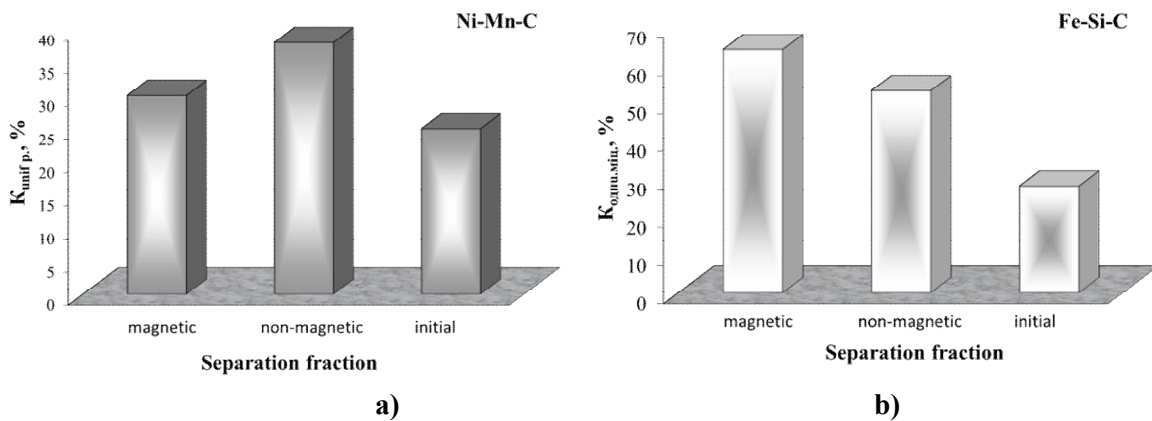 Ni-Mn-C
40
35
30
25
20
15
10
5
0
Kunif p., %
magnetic non-magnetic initial
Separation fraction
a)
Fe-Si-C
70
60
50
40
30
20
10
0
Kодин.міц., %
magnetic non-magnetic initial
Separation fraction
b)